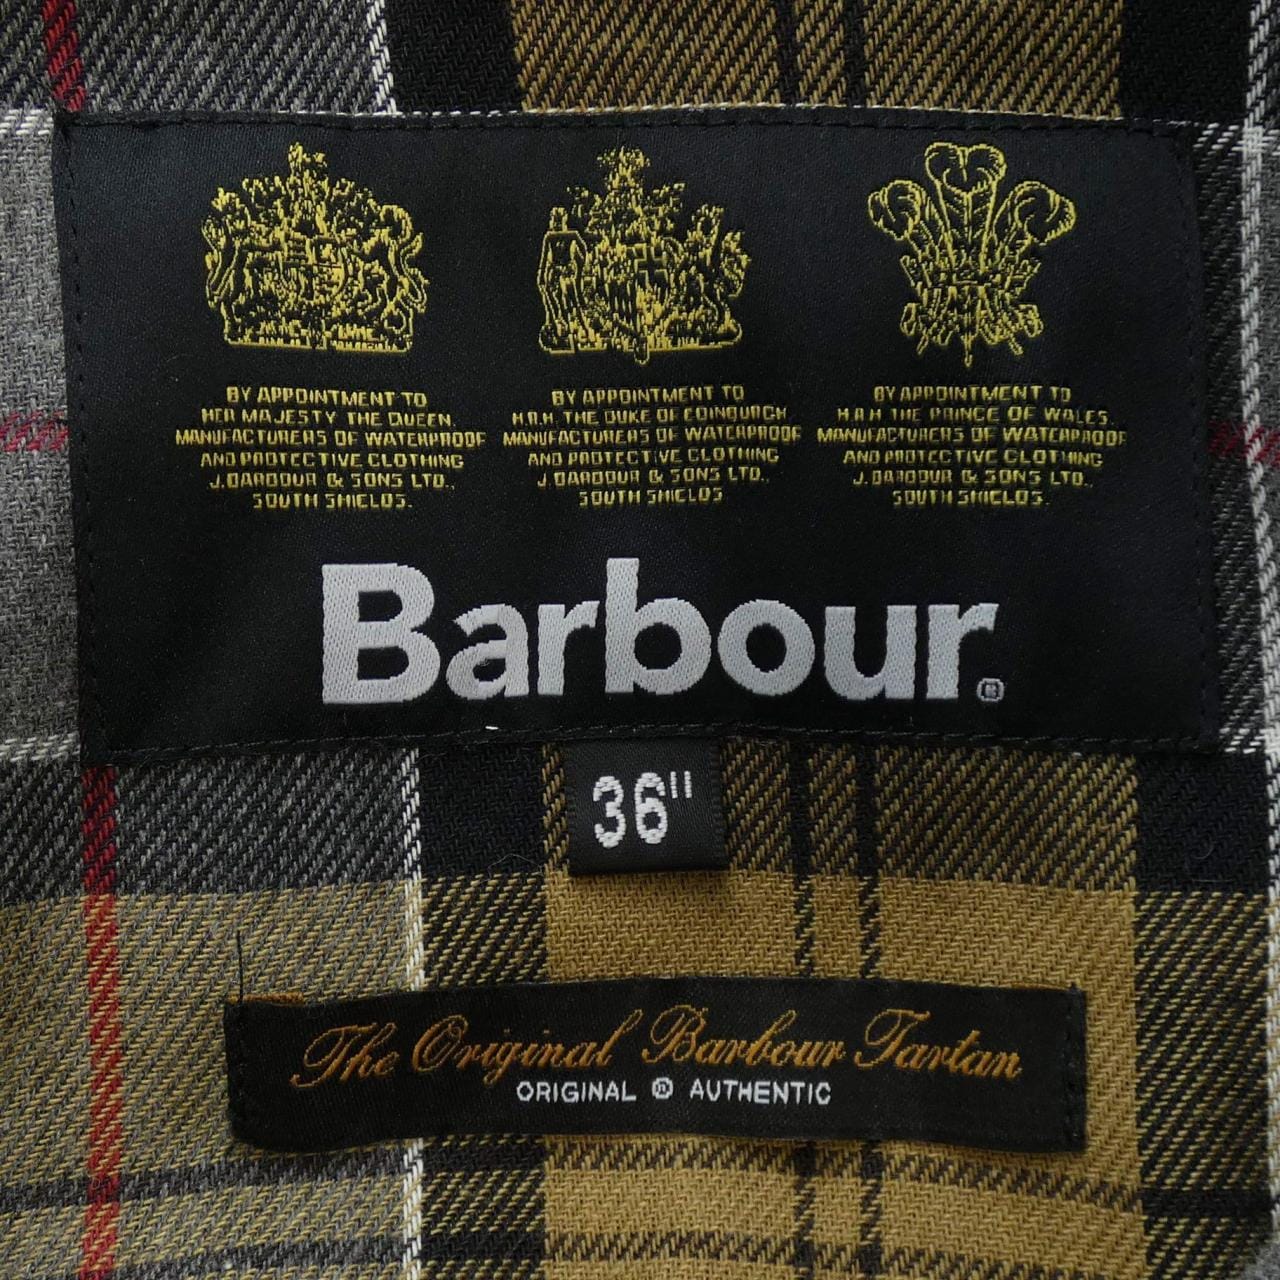 BY APPOINTMENT TO
HER MAJESTY THE QUEEN.
MANUFACTURERS OF WATERPROOF
AND PROTECTIVE CLOTHING
J. BARBOUR & SONS LTD.,
SOUTH SHIELDS.
BY APPOINTMENT TO
H.R.H. THE DUKE OF EDINBURGH
MANUFACTURERS OF WATERPROOF
AND PROTECTIVE CLOTHING
J. BARBOUR & SONS LTD.,
SOUTH SHIELDS
BY APPOINTMENT TO
H.R.H. THE PRINCE OF WALES.
MANUFACTURERS OF WATERPROOF
AND PROTECTIVE CLOTHING
J. BARBOUR & SONS LTD.,
SOUTH SHIELDS.
Barbour.®
36"
The Original Barbour Tartan
ORIGINAL ® AUTHENTIC